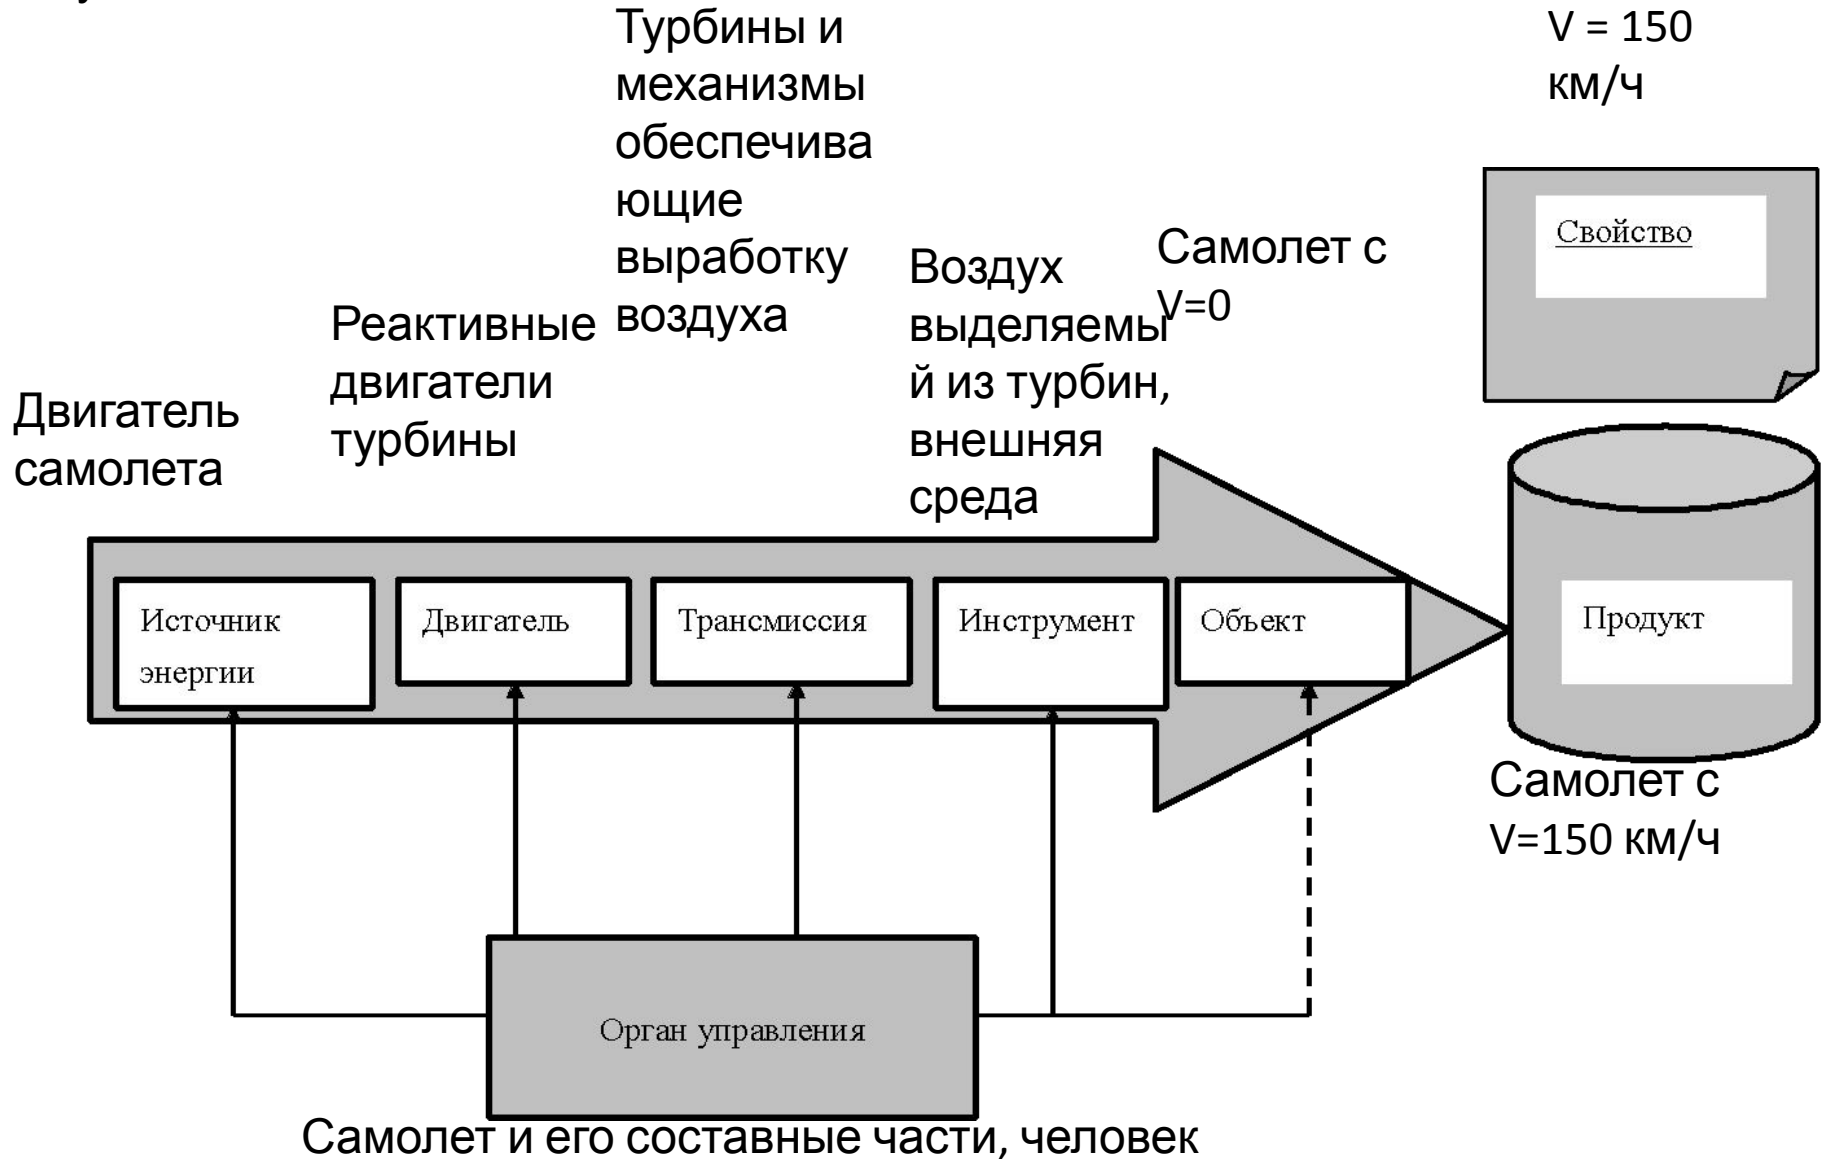 Турбины и
механизмы
обеспечива
ющие
выработку
воздуха
V = 150
км/ч
Свойство
Самолет с
V=0
Воздух
выделяемы
й из турбин,
внешняя
среда
Реактивные
двигатели
турбины
Двигатель
самолета
Источник
энергии
Двигатель
Трансмиссия
Инструмент
Объект
Продукт
Самолет с
V=150 км/ч
Орган управления
Самолет и его составные части, человек